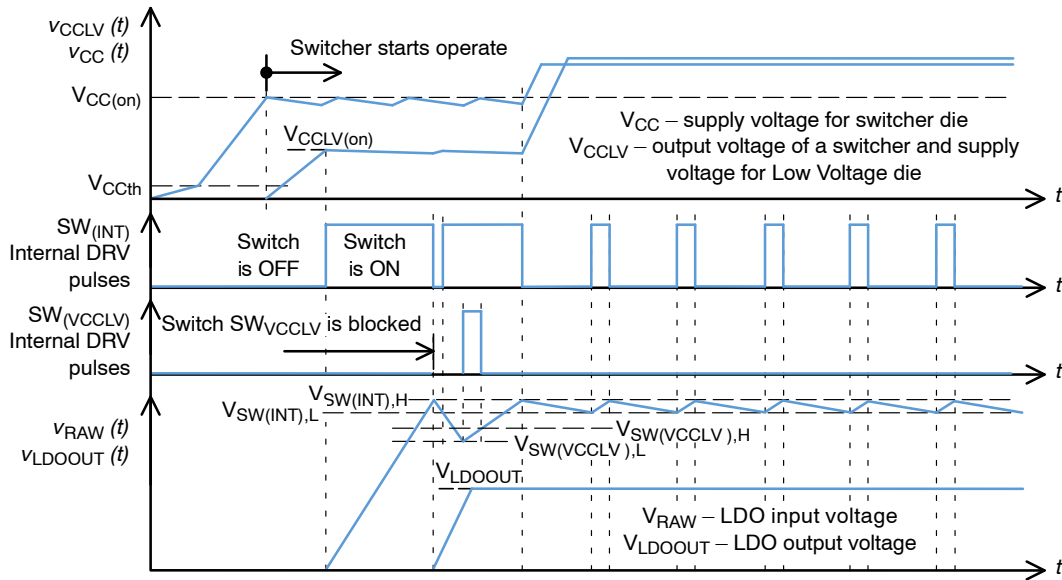 vCCLV (t)
vCC (t)
Switcher starts operate
VCC(on)
VCCLV(on)
VCC – supply voltage for switcher die
VCCLV – output voltage of a switcher and supply
voltage for Low Voltage die
VCCth
t
SW(INT)
Internal DRV
pulses
Switch
is OFF
Switch
is ON
t
SW(VCCLV)
Internal DRV
pulses
Switch SWVCCLV is blocked
t
VSW(INT),H
VSW(INT),L
vRAW (t)
vLDOOUT (t)
VSW(VCCLV),H
VSW(VCCLV),L
VLDOOUT
VRAW – LDO input voltage
VLDOOUT – LDO output voltage
t